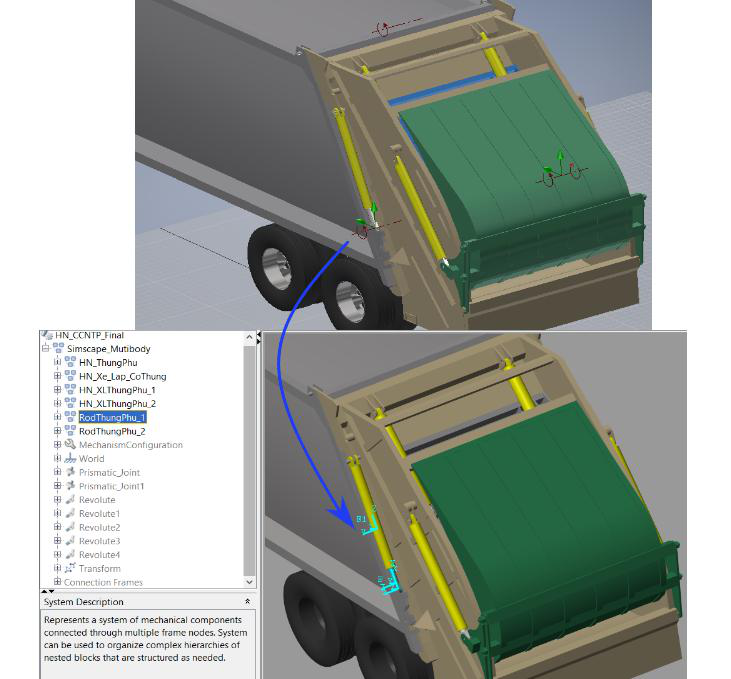 HN_CCNTP_Final
Simscape_Mutibody
HN_ThungPhu
HN_Xe_Lap_CoThung
HN_XLThungPhu_1
HN_XLThungPhu_2
RodThungPhu_1
RodThungPhu_2
MechanismConfiguration
World
Prismatic_Joint
Prismatic_Joint1
Revolute
Revolute1
Revolute2
Revolute3
Revolute4
Transform
Connection Frames
System Description
Represents a system of mechanical components
connected through multiple frame nodes. System
can be used to organize complex hierarchies of
nested blocks that are structured as needed.